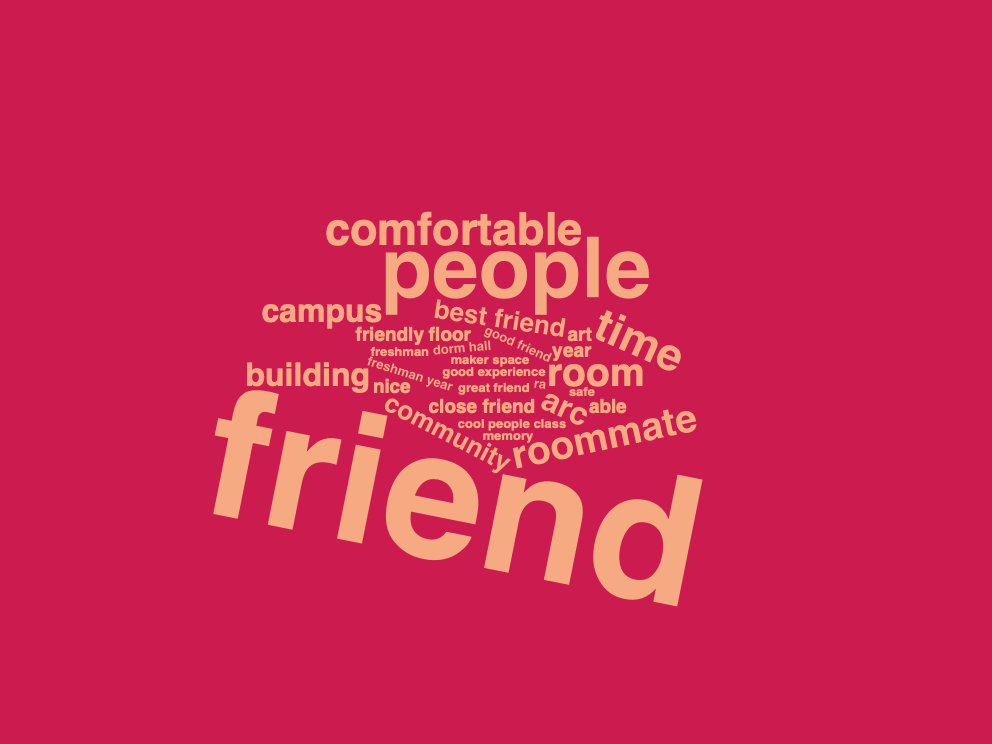 comfortable
people
campus
best friend
time
friendly floor
good friend
art
year
freshman
dorm hall
maker space
freshman year
good experience
room
building
nice
great friend
ra
safe
close friend
arc
able
community
cool people class
memory
roommate
friend